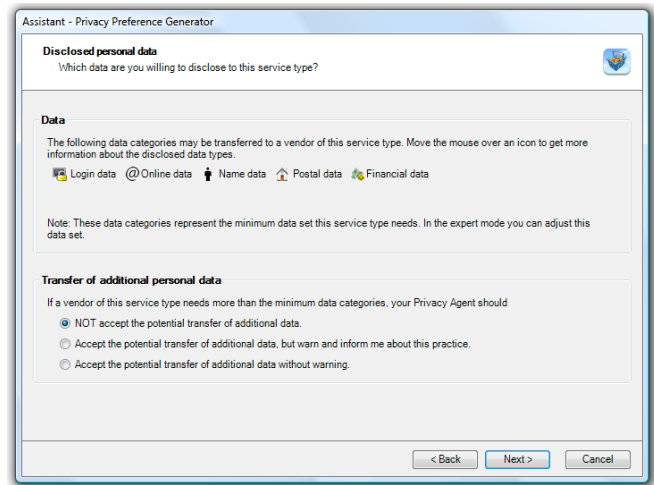 Assistant - Privacy Preference Generator
Disclosed personal data
Which data are you willing to disclose to this service type?
Data
The following data categories may be transferred to a vendor of this service type. Move the mouse over an icon to get more
information about the disclosed data types.
Login data @ Online data Name data Postal data Financial data
Note: These data categories represent the minimum data set this service type needs. In the expert mode you can adjust this
data set.
Transfer of additional personal data
If a vendor of this service type needs more than the minimum data categories, your Privacy Agent should
NOT accept the potential transfer of additional data.
Accept the potential transfer of additional data, but warn and inform me about this practice.
Accept the potential transfer of additional data without warning.
< Back Next > Cancel